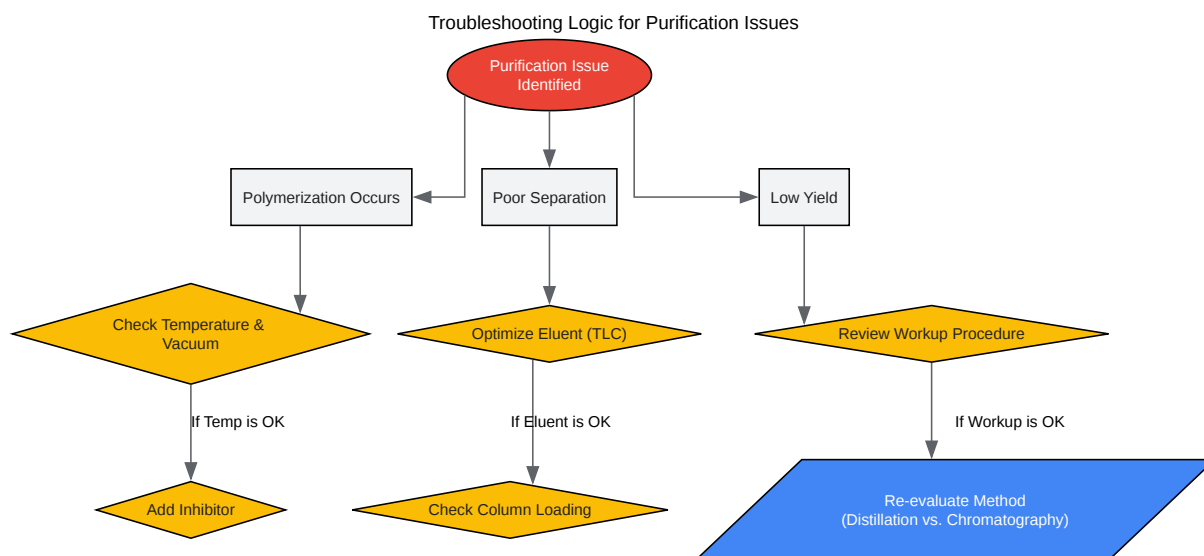 Troubleshooting Logic for Purification Issues
Purification Issue
Identified
Polymerization Occurs
Poor Separation
Low Yield
Check Temperature &
Vacuum
Optimize Eluent (TLC)
Review Workup Procedure
If Temp is OK
If Eluent is OK
If Workup is OK
Add Inhibitor
Check Column Loading
Re-evaluate Method
(Distillation vs. Chromatography)